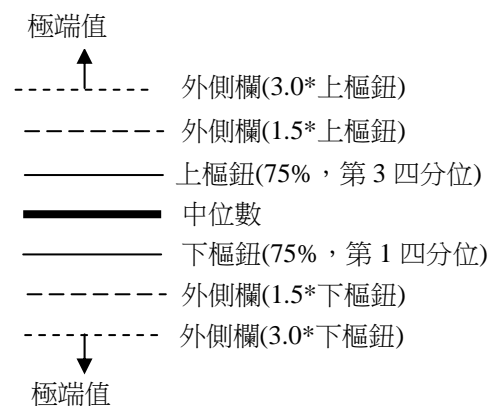 極端值
外側欄(3.0*上樞鈕)
外側欄(1.5*上樞鈕)
上樞鈕(75%，第 3 四分位)
中位數
下樞鈕(75%，第 1 四分位)
外側欄(1.5*下樞鈕)
外側欄(3.0*下樞鈕)
極端值